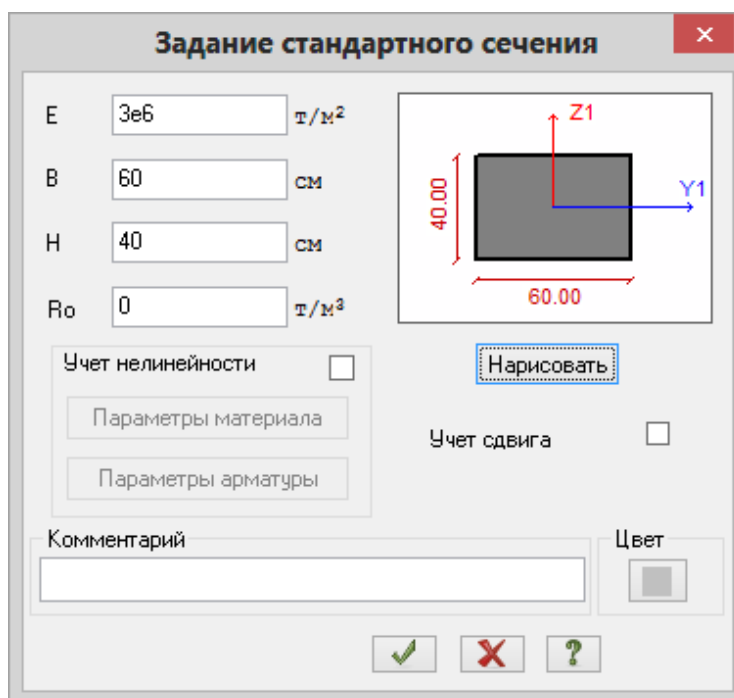 Задание стандартного сечения
E 3e6 т/м²
B 60 см
H 40 см
Ro 0 т/м³
Z1
Y1
40.00
60.00
Учет нелинейности
Нарисовать
Параметры материала
Учет сдвига
Параметры арматуры
Комментарий
Цвет